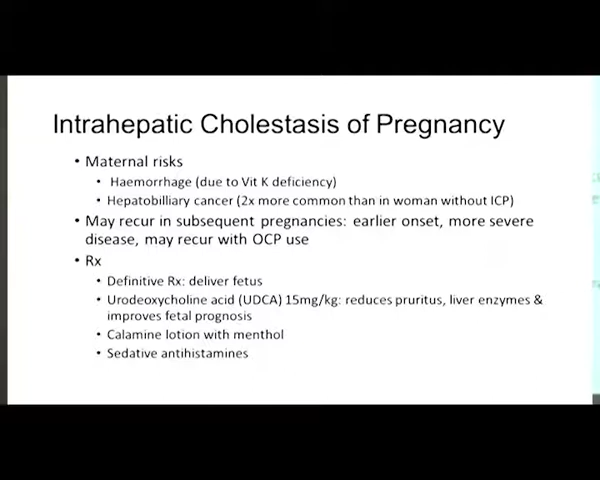 Intrahepatic Cholestasis of Pregnancy
• Maternal risks
• Haemorrhage (due to Vit K deficiency)
• Hepatobilliary cancer (2x more common than in woman without ICP)
• May recur in subsequent pregnancies: earlier onset, more severe
disease, may recur with OCP use
• Rx
• Definitive Rx: deliver fetus
• Urodeoxycholine acid (UDCA) 15mg/kg: reduces pruritus, liver enzymes &
improves fetal prognosis
• Calamine lotion with menthol
• Sedative antihistamines